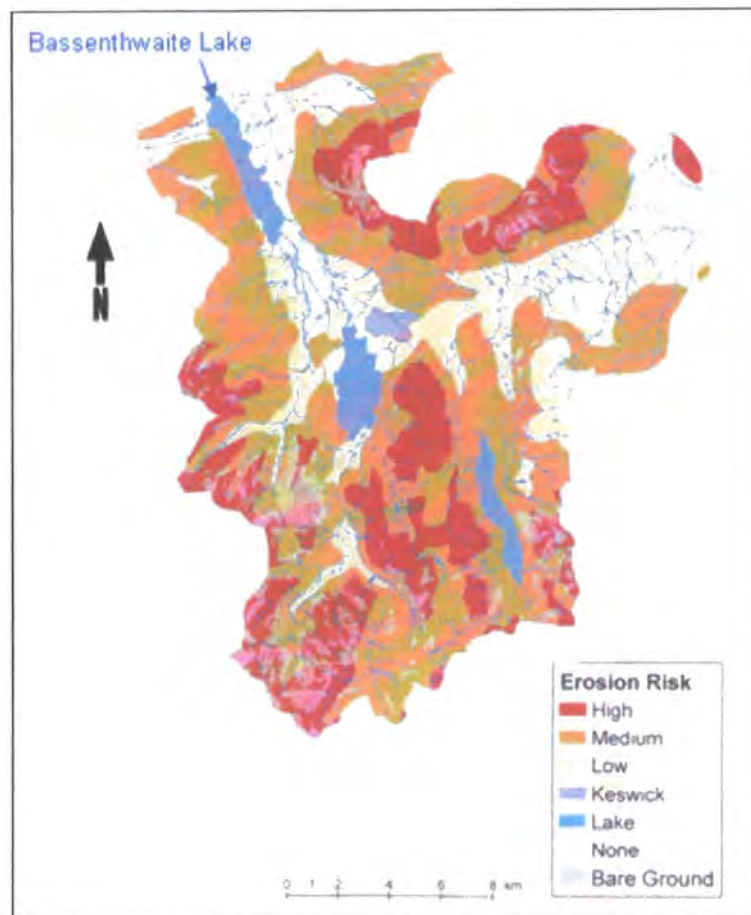 Bassenthwaite Lake
N
Erosion Risk
High
Medium
Low
Keswick
Lake
None
Bare Ground
0 1 2 4 6 8 km